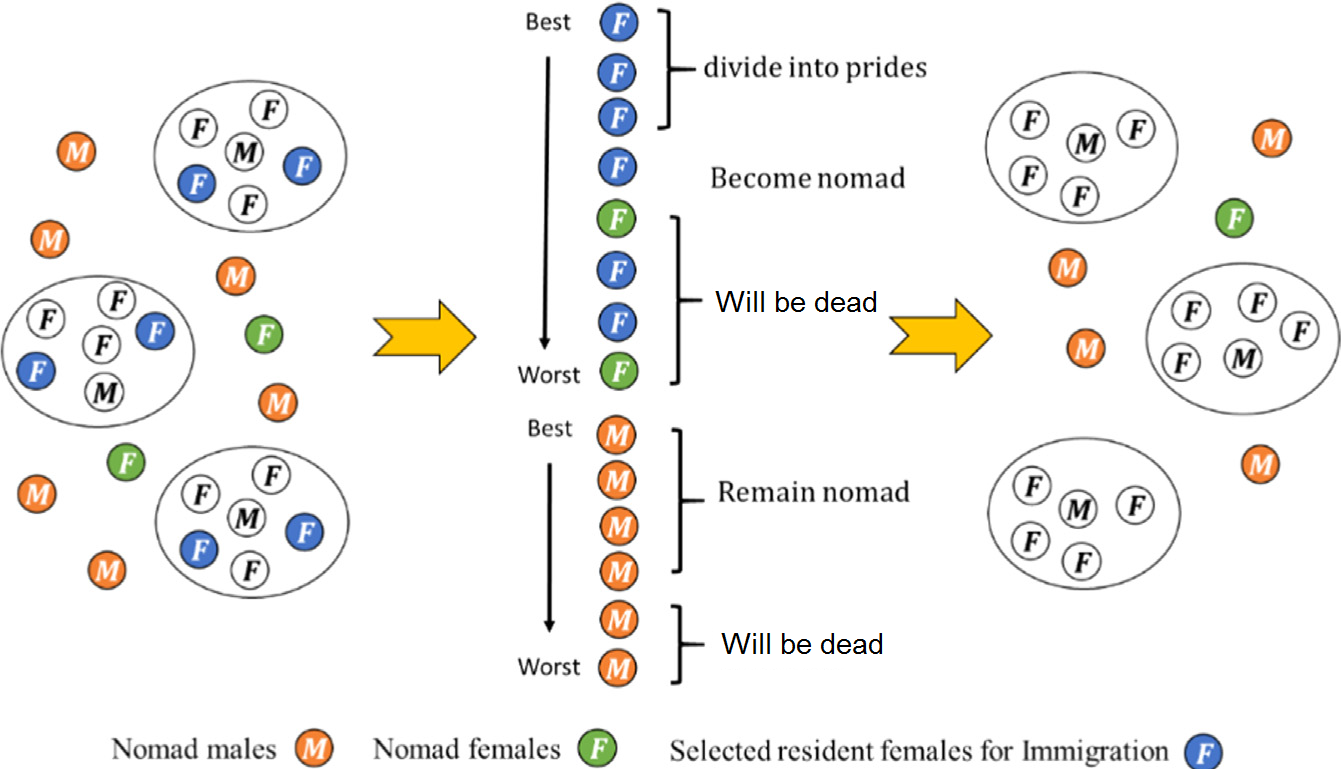 Best
F
F
F
divide into prides
F
Become nomad
F
F
F
Will be dead
Worst
F
Best
M
M
M
M
Remain nomad
M
Worst
M
Will be dead
M
M
M
M
M
M
F
F
F
F
M
F
F
F
F
F
F
F
F
M
F
F
M
F
F
F
M
M
M
M
F
F
M
F
F
F
F
F
F
F
M
F
M
F
F
F
Nomad males M
Nomad females F
Selected resident females for Immigration F